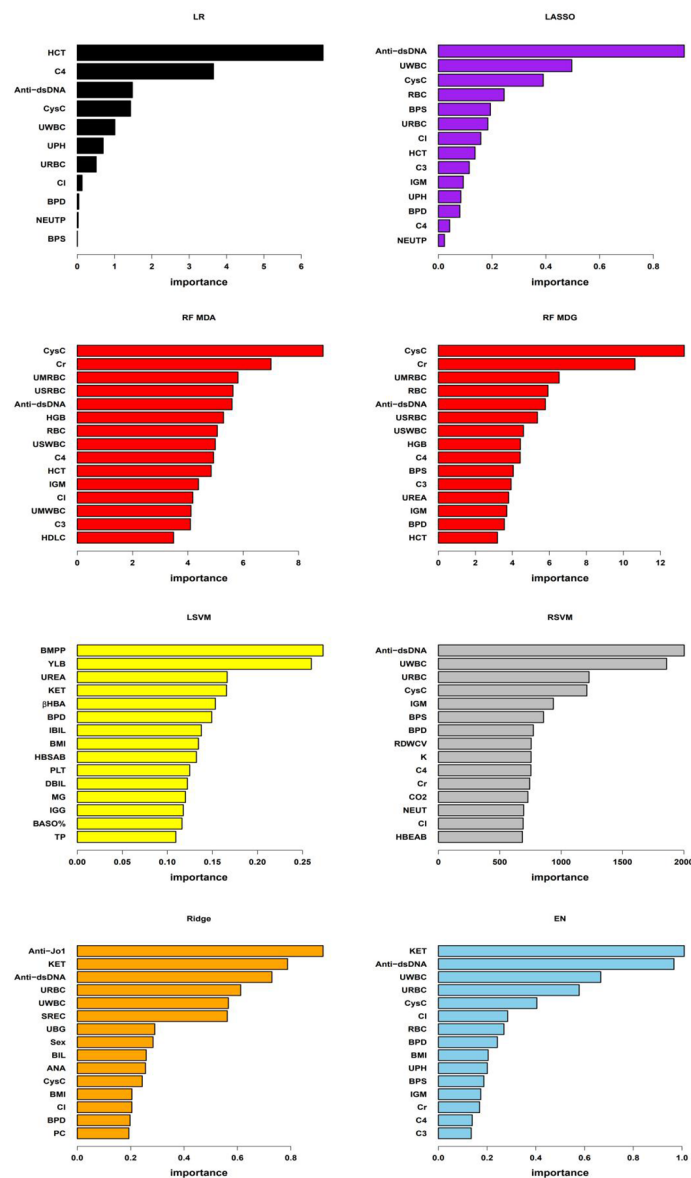 LR
HCT
C4
Anti−dsDNA
CysC
UWBC
UPH
URBC
Cl
BPD
NEUTP
BPS
0 1 2 3 4 5 6
importance
LASSO
Anti−dsDNA
UWBC
CysC
RBC
BPS
URBC
Cl
HCT
C3
IGM
UPH
BPD
C4
NEUTP
0.0 0.2 0.4 0.6 0.8
importance
RF MDA
CysC
Cr
UMRBC
USRBC
Anti−dsDNA
HGB
RBC
USWBC
C4
HCT
IGM
Cl
UMWBC
C3
HDLC
0 2 4 6 8
importance
RF MDG
CysC
Cr
UMRBC
RBC
Anti−dsDNA
USRBC
USWBC
HGB
C4
BPS
C3
UREA
IGM
BPD
HCT
0 2 4 6 8 10 12
importance
LSVM
BMPP
YLB
UREA
KET
βHBA
BPD
IBIL
BMI
HBSAB
PLT
DBIL
MG
IGG
BASO%
TP
0.00 0.05 0.10 0.15 0.20 0.25
importance
RSVM
Anti−dsDNA
UWBC
URBC
CysC
IGM
BPS
BPD
RDWCV
K
C4
Cr
CO2
NEUT
Cl
HBEAB
0 500 1000 1500 2000
importance
Ridge
Anti−Jo1
KET
Anti−dsDNA
URBC
UWBC
SREC
UBG
Sex
BIL
ANA
CysC
BMI
Cl
BPD
PC
0.0 0.2 0.4 0.6 0.8
importance
EN
KET
Anti−dsDNA
UWBC
URBC
CysC
Cl
RBC
BPD
BMI
UPH
BPS
IGM
Cr
C4
C3
0.0 0.2 0.4 0.6 0.8 1.0
importance